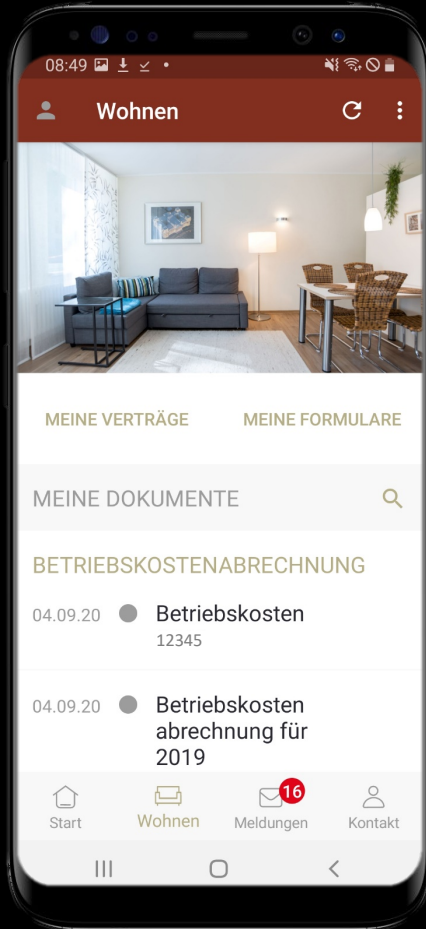 08:49
Wohnen
MEINE VERTRÄGE MEINE FORMULARE
MEINE DOKUMENTE
BETRIEBSKOSTENABRECHNUNG
04.09.20 Betriebskosten
12345
04.09.20 Betriebskosten
abrechnung für
2019
16
Start Wohnen Meldungen Kontakt